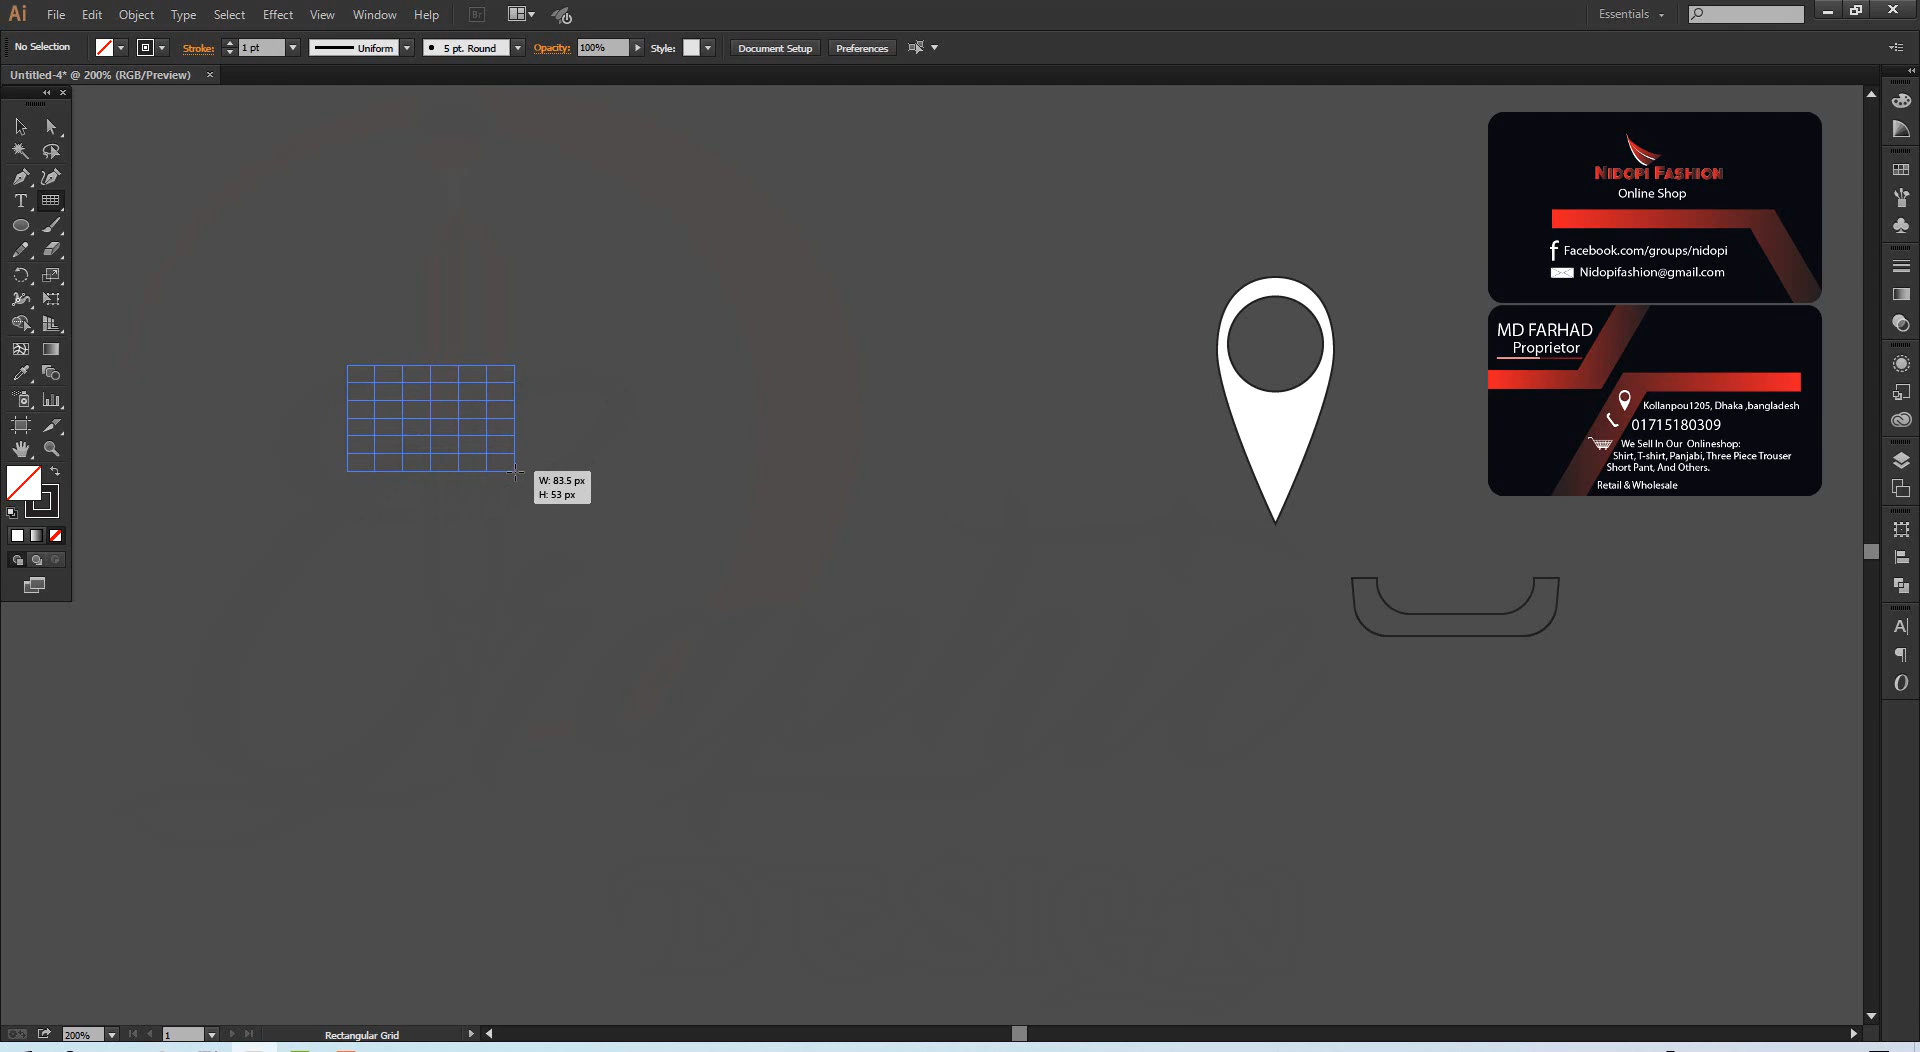 Ai File Edit Object Type Select Effect View Window Help Br Essentials
No Selection Stroke: 1 pt Uniform 5 pt. Round Opacity: 100% Style: Document Setup Preferences
Untitled-4* @ 200% (RGB/Preview)
NIDOPI FASHION
Online Shop
Facebook.com/groups/nidopi
Nidopifashion@gmail.com
MD FARHAD
Proprietor
Kollanpou1205, Dhaka ,bangladesh
01715180309
We Sell In Our Onlineshop:
Shirt, T-shirt, Panjabi, Three Piece Trouser
Short Pant, And Others.
Retail & Wholesale
W: 83.5 px
H: 53 px
DESIGN
200% 1 Rectangular Grid